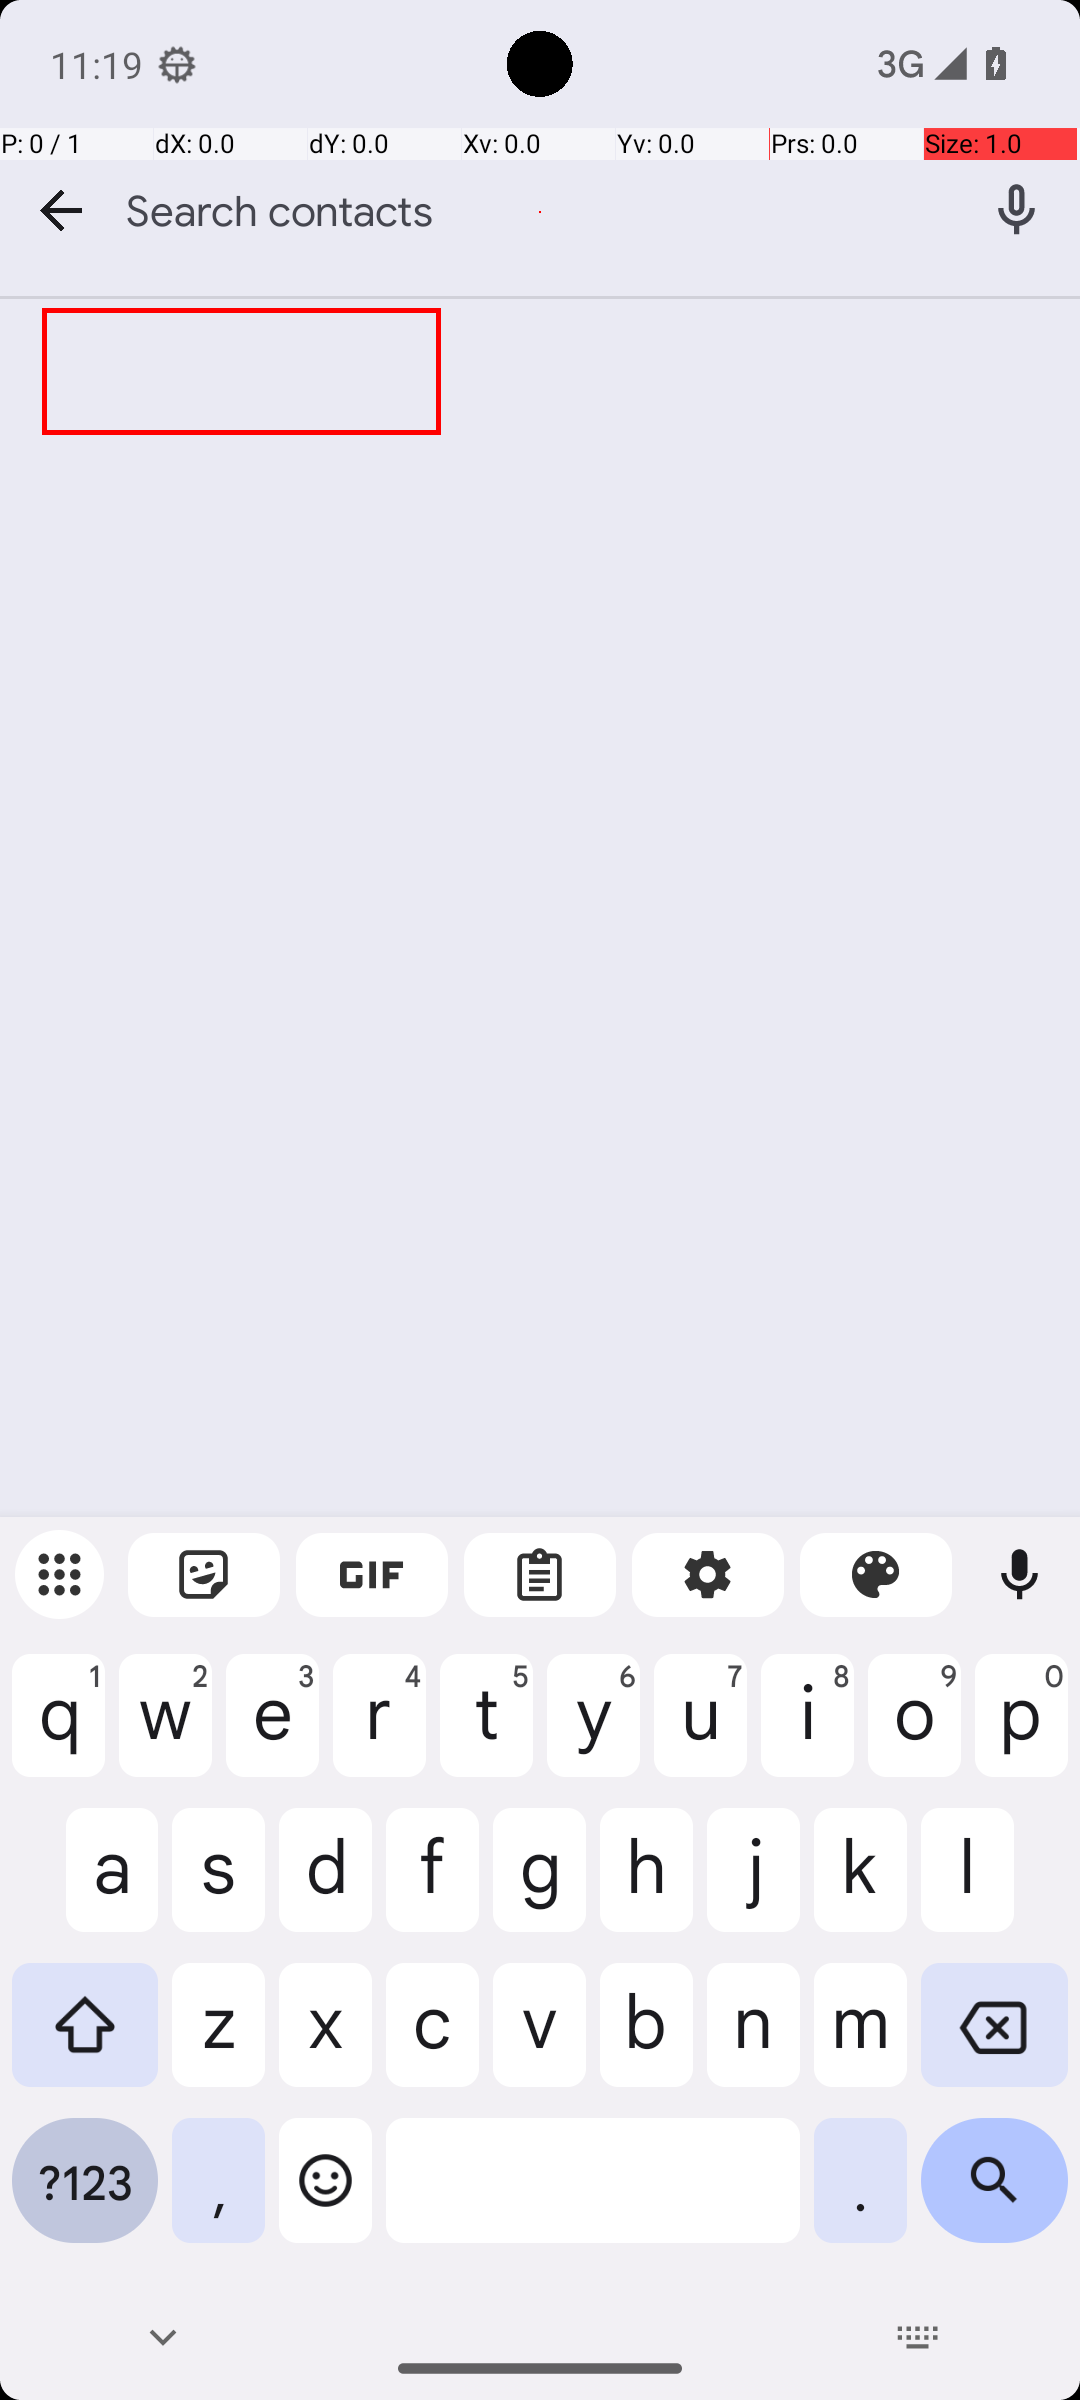 11:19
3G
P: 0 / 1 dX: 0.0 dY: 0.0 Xv: 0.0 Yv: 0.0 Prs: 0.0 Size: 1.0
Search contacts
GIF
q 1 w 2 e 3 r 4 t 5 y 6 u 7 i 8 o 9 p 0
a s d f g h j k l
z x c v b n m
?123 , .